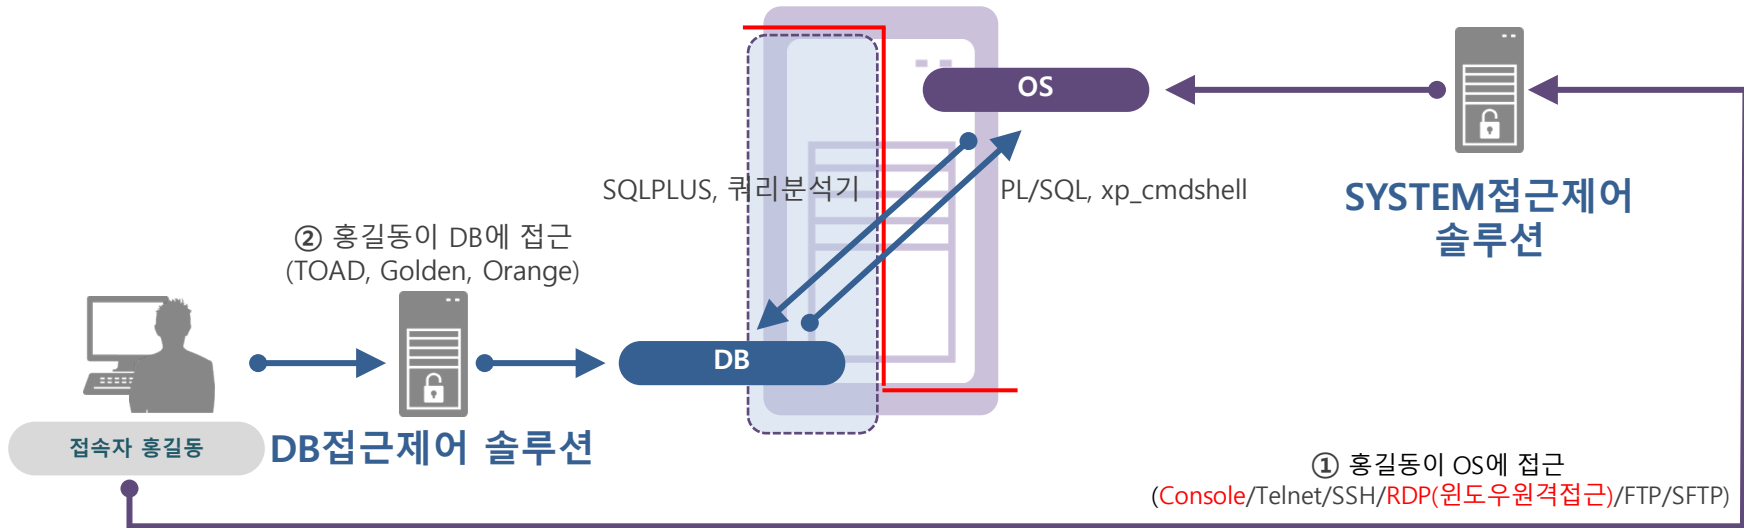 OS
SQLPLUS, 쿼리분석기
PL/SQL, xp_cmdshell
SYSTEM접근제어
솔루션
② 홍길동이 DB에 접근
(TOAD, Golden, Orange)
DB
접속자 홍길동
DB접근제어 솔루션
① 홍길동이 OS에 접근
(Console/Telnet/SSH/RDP(윈도우원격접근)/FTP/SFTP)